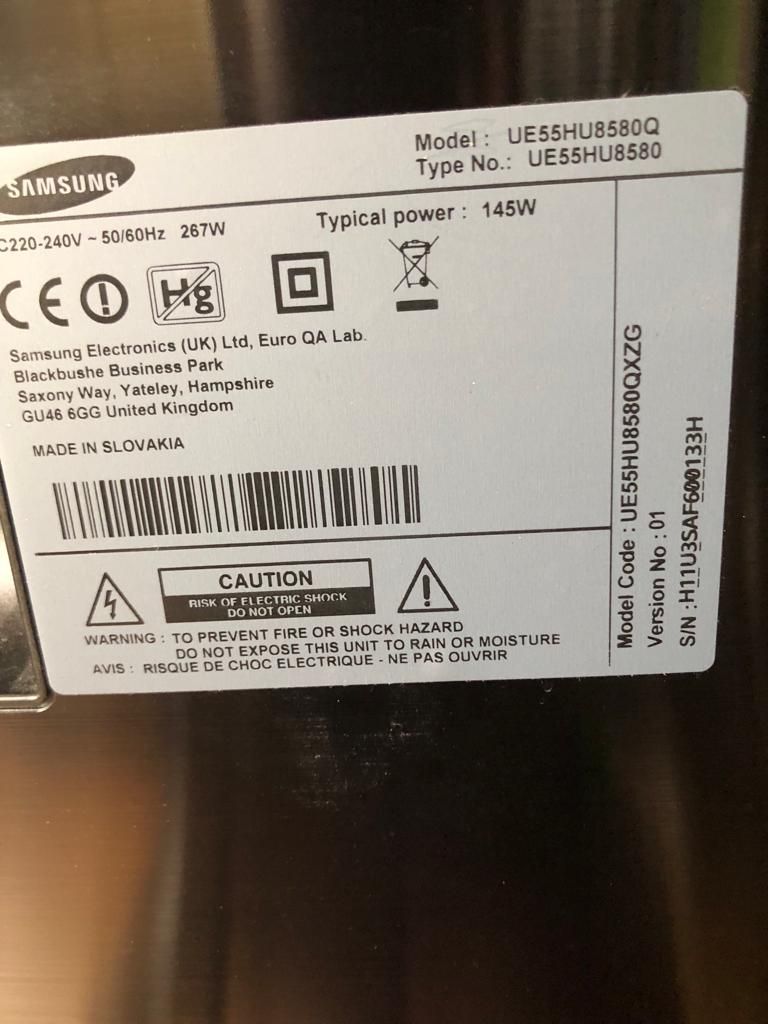 SAMSUNG
Model : UE55HU8580Q
Type No.: UE55HU8580
C220-240V ~ 50/60Hz 267W
Typical power : 145W
CE
Hg
Samsung Electronics (UK) Ltd, Euro QA Lab.
Blackbushe Business Park
Saxony Way, Yateley, Hampshire
GU46 6GG United Kingdom
MADE IN SLOVAKIA
CAUTION
RISK OF ELECTRIC SHOCK
DO NOT OPEN
WARNING : TO PREVENT FIRE OR SHOCK HAZARD
DO NOT EXPOSE THIS UNIT TO RAIN OR MOISTURE
AVIS : RISQUE DE CHOC ELECTRIQUE - NE PAS OUVRIR
Model Code : UE55HU8580QXZG
Version No : 01
S/N : H11U3SAF600133H